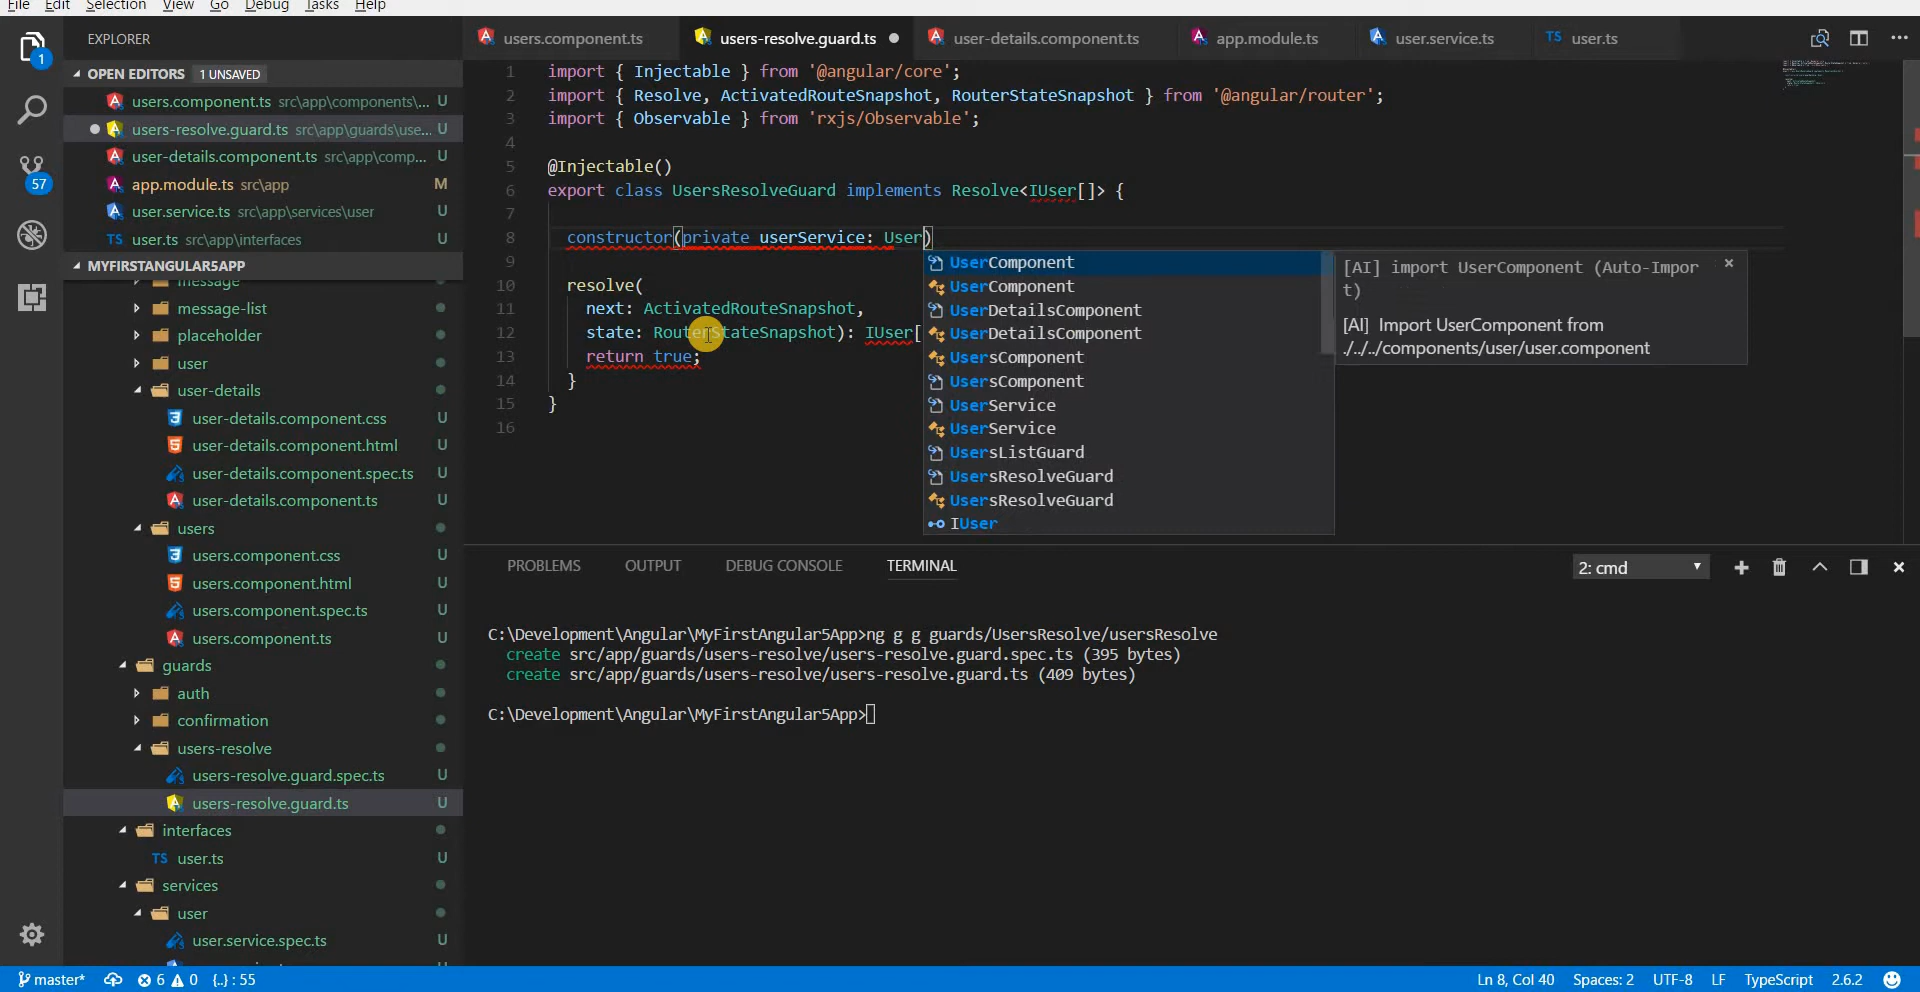 File Edit Selection View Go Debug Tasks Help
EXPLORER
OPEN EDITORS 1 UNSAVED
users.component.ts src\app\components\...
users-resolve.guard.ts src\app\guards\use... U
user-details.component.ts src\app\comp... U
app.module.ts src\app M
user.service.ts src\app\services\user U
user.ts src\app\interfaces U
MYFIRSTANGULAR5APP
message
message-list
placeholder
user
user-details
user-details.component.css U
user-details.component.html U
user-details.component.spec.ts U
user-details.component.ts U
users
users.component.css U
users.component.html U
users.component.spec.ts U
users.component.ts U
guards
auth
confirmation
users-resolve
users-resolve.guard.spec.ts U
users-resolve.guard.ts U
interfaces
TS user.ts U
services
user
user.service.spec.ts U
1
57
users.component.ts users-resolve.guard.ts user-details.component.ts app.module.ts user.service.ts TS user.ts
1 import { Injectable } from '@angular/core';
2 import { Resolve, ActivatedRouteSnapshot, RouterStateSnapshot } from '@angular/router';
3 import { Observable } from 'rxjs/Observable';
4
5 @Injectable()
6 export class UsersResolveGuard implements Resolve<IUser[]> {
7
8 constructor(private userService: User)
9
10 resolve(
11 next: ActivatedRouteSnapshot,
12 state: RouterStateSnapshot): IUser[
13 return true;
14 }
15 }
16
UserComponent
UserComponent
UserDetailsComponent
UserDetailsComponent
UsersComponent
UsersComponent
UserService
UserService
UsersListGuard
UsersResolveGuard
UsersResolveGuard
IUser
[AI] import UserComponent (Auto-Impor
t)
[AI] Import UserComponent from
./../../components/user/user.component
PROBLEMS OUTPUT DEBUG CONSOLE TERMINAL 2: cmd
C:\Development\Angular\MyFirstAngular5App>ng g g guards/UsersResolve/usersResolve
create src/app/guards/users-resolve/users-resolve.guard.spec.ts (395 bytes)
create src/app/guards/users-resolve/users-resolve.guard.ts (409 bytes)
C:\Development\Angular\MyFirstAngular5App>
master* 6 0 {..} : 55 Ln 8, Col 40 Spaces: 2 UTF-8 LF TypeScript 2.6.2